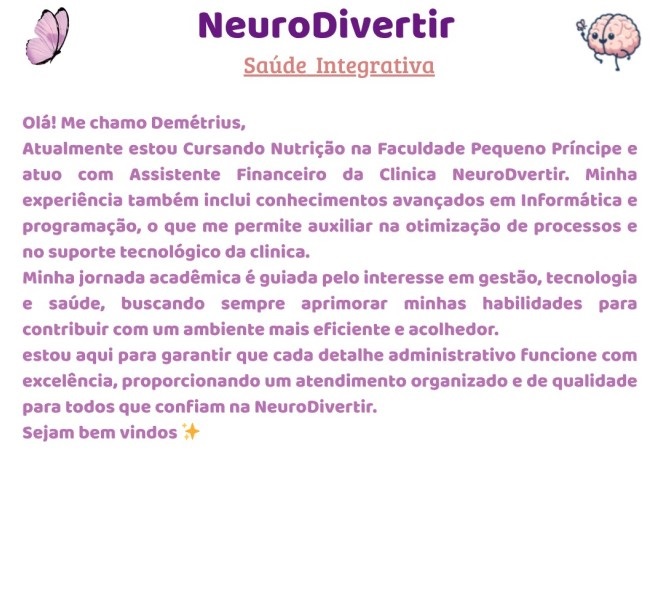 NeuroDivertir
Saúde Integrativa
Olá! Me chamo Demétrius,
Atualmente estou Cursando Nutrição na Faculdade Pequeno Príncipe e
atuo com Assistente Financeiro da Clinica NeuroDvertir. Minha
experiência também inclui conhecimentos avançados em Informática e
programação, o que me permite auxiliar na otimização de processos e
no suporte tecnológico da clinica.
Minha jornada acadêmica é guiada pelo interesse em gestão, tecnologia
e saúde, buscando sempre aprimorar minhas habilidades para
contribuir com um ambiente mais eficiente e acolhedor.
estou aqui para garantir que cada detalhe administrativo funcione com
excelência, proporcionando um atendimento organizado e de qualidade
para todos que confiam na NeuroDivertir.
Sejam bem vindos ✨